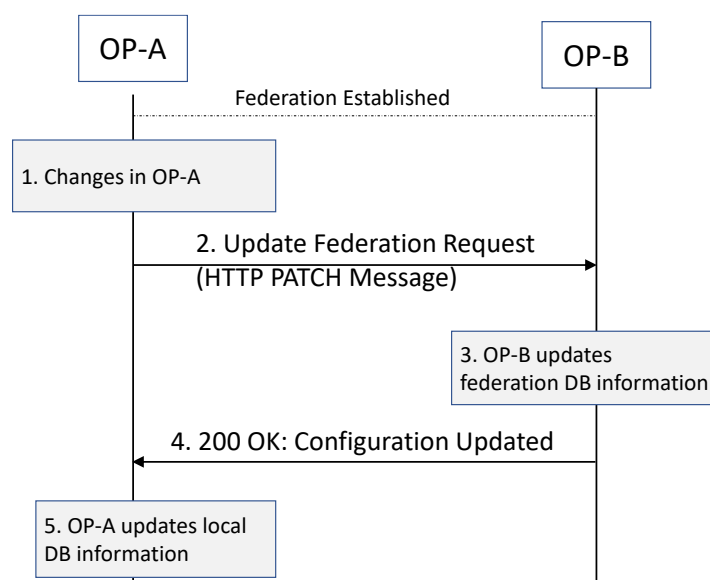 OP-A
OP-B
Federation Established
1. Changes in OP-A
2. Update Federation Request
(HTTP PATCH Message)
3. OP-B updates
federation DB information
4. 200 OK: Configuration Updated
5. OP-A updates local
DB information